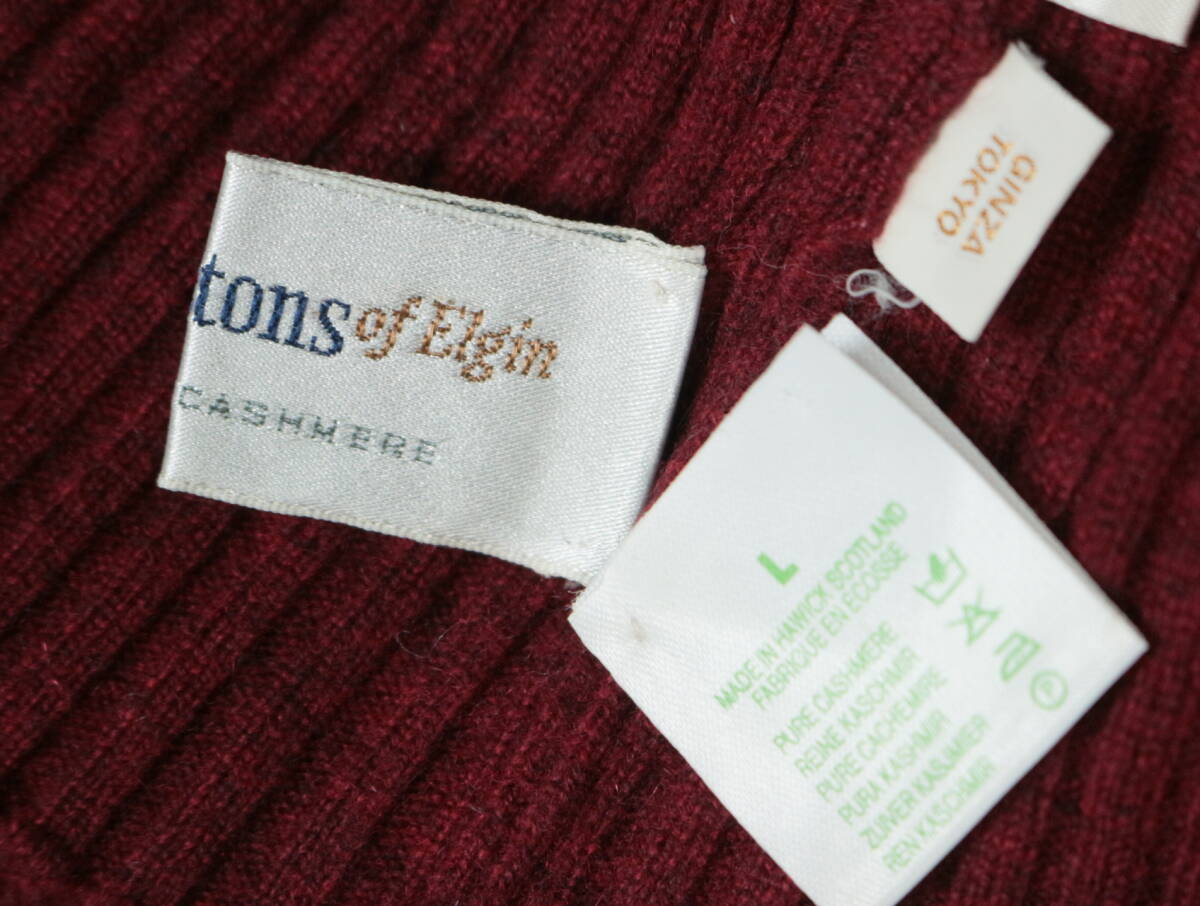 tons of Elgin
CASHMERE
GINZA
TOKYO
L
MADE IN HAWICK SCOTLAND
FABRIQUE EN ECOSSE
PURE CASHMERE
REINE KASCHMIR
PURE CACHEMIRE
PURA KASHMIR
ZUIVER KASJMIER
REN KASCHMIR
P